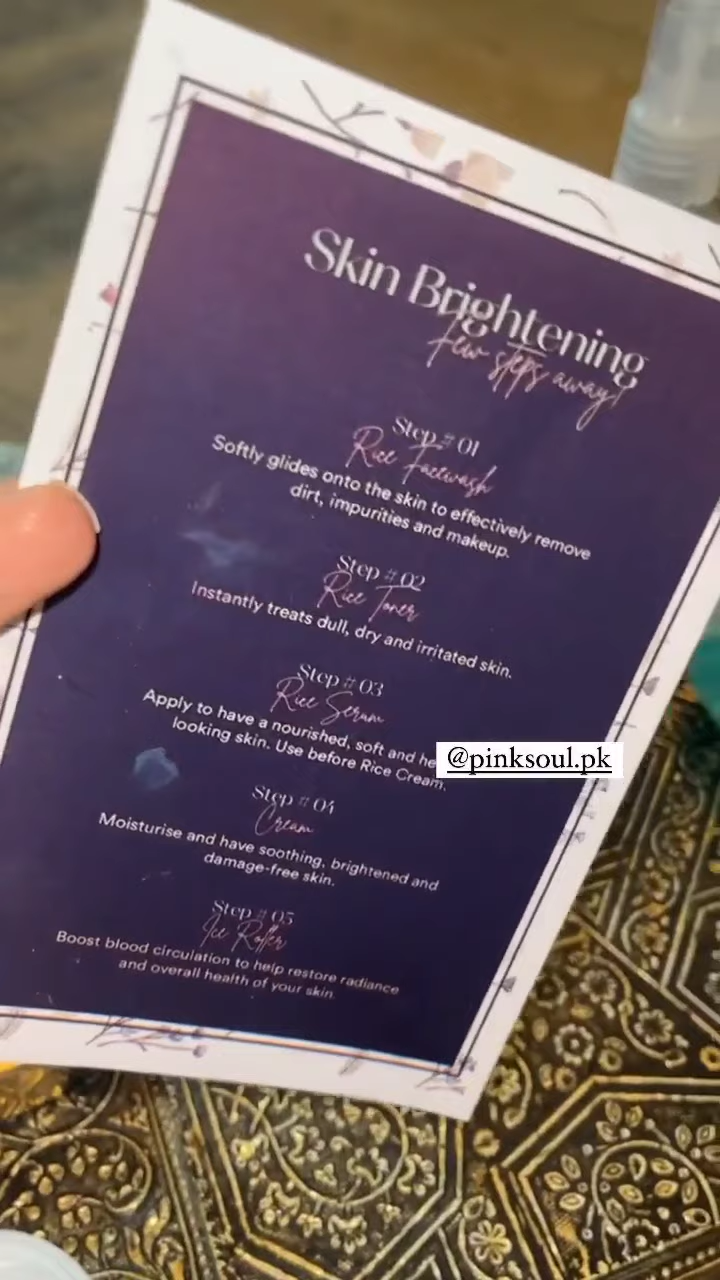 Skin Brightening
few steps away!
Step # 01
Rice Facewash
Softly glides onto the skin to effectively remove
dirt, impurities and makeup.
Step # 02
Rice Toner
Instantly treats dull, dry and irritated skin.
Step # 03
Rice Serum
Apply to have a nourished, soft and he
looking skin. Use before Rice Cream.
@pinksoul.pk
Step # 04
Cream
Moisturise and have soothing, brightened and
damage-free skin.
Step # 05
Ice Roller
Boost blood circulation to help restore radiance
and overall health of your skin.